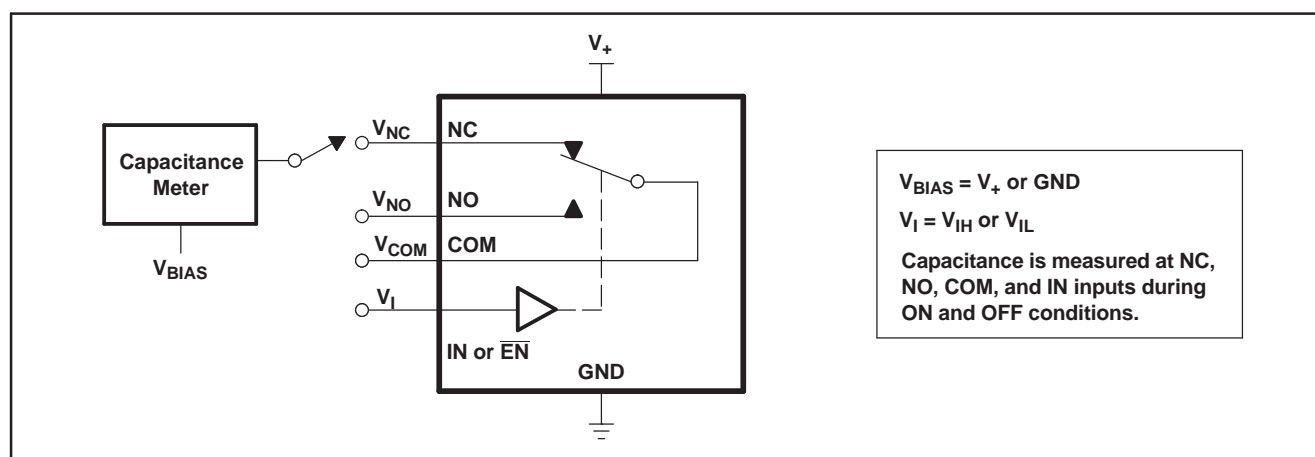 V+
Capacitance
Meter
VBIAS
VNC
NC
VNO
NO
VCOM
COM
VI
IN or E̅N̅
GND
VBIAS = V+ or GND
VI = VIH or VIL
Capacitance is measured at NC,
NO, COM, and IN inputs during
ON and OFF conditions.